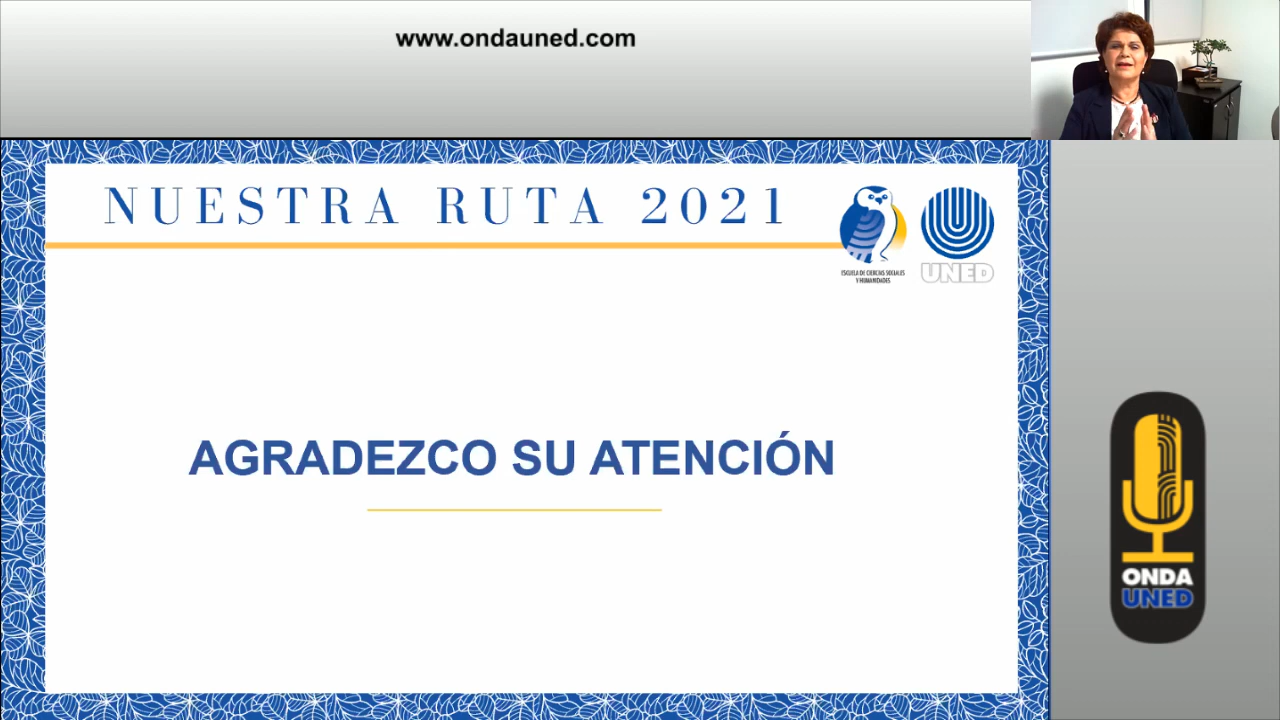 www.ondauned.com
NUESTRA RUTA 2021
ESCUELA DE CIENCIAS SOCIALES
Y HUMANIDADES
UNED
AGRADEZCO SU ATENCIÓN
ONDA
UNED